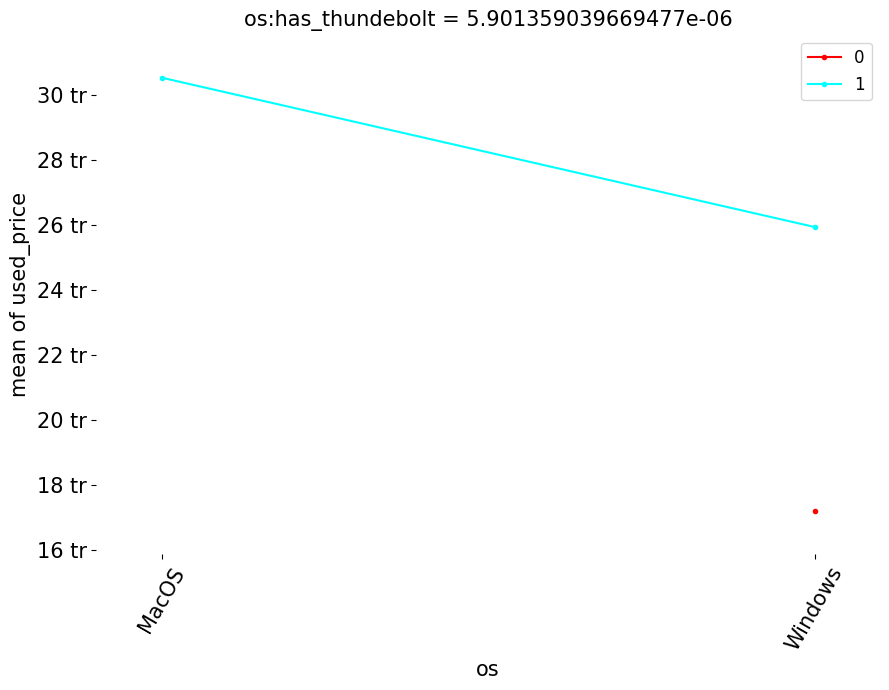 os:has_thundebolt = 5.901359039669477e-06
0
1
30 tr
28 tr
26 tr
24 tr
22 tr
20 tr
18 tr
16 tr
mean of used_price
MacOS
Windows
os